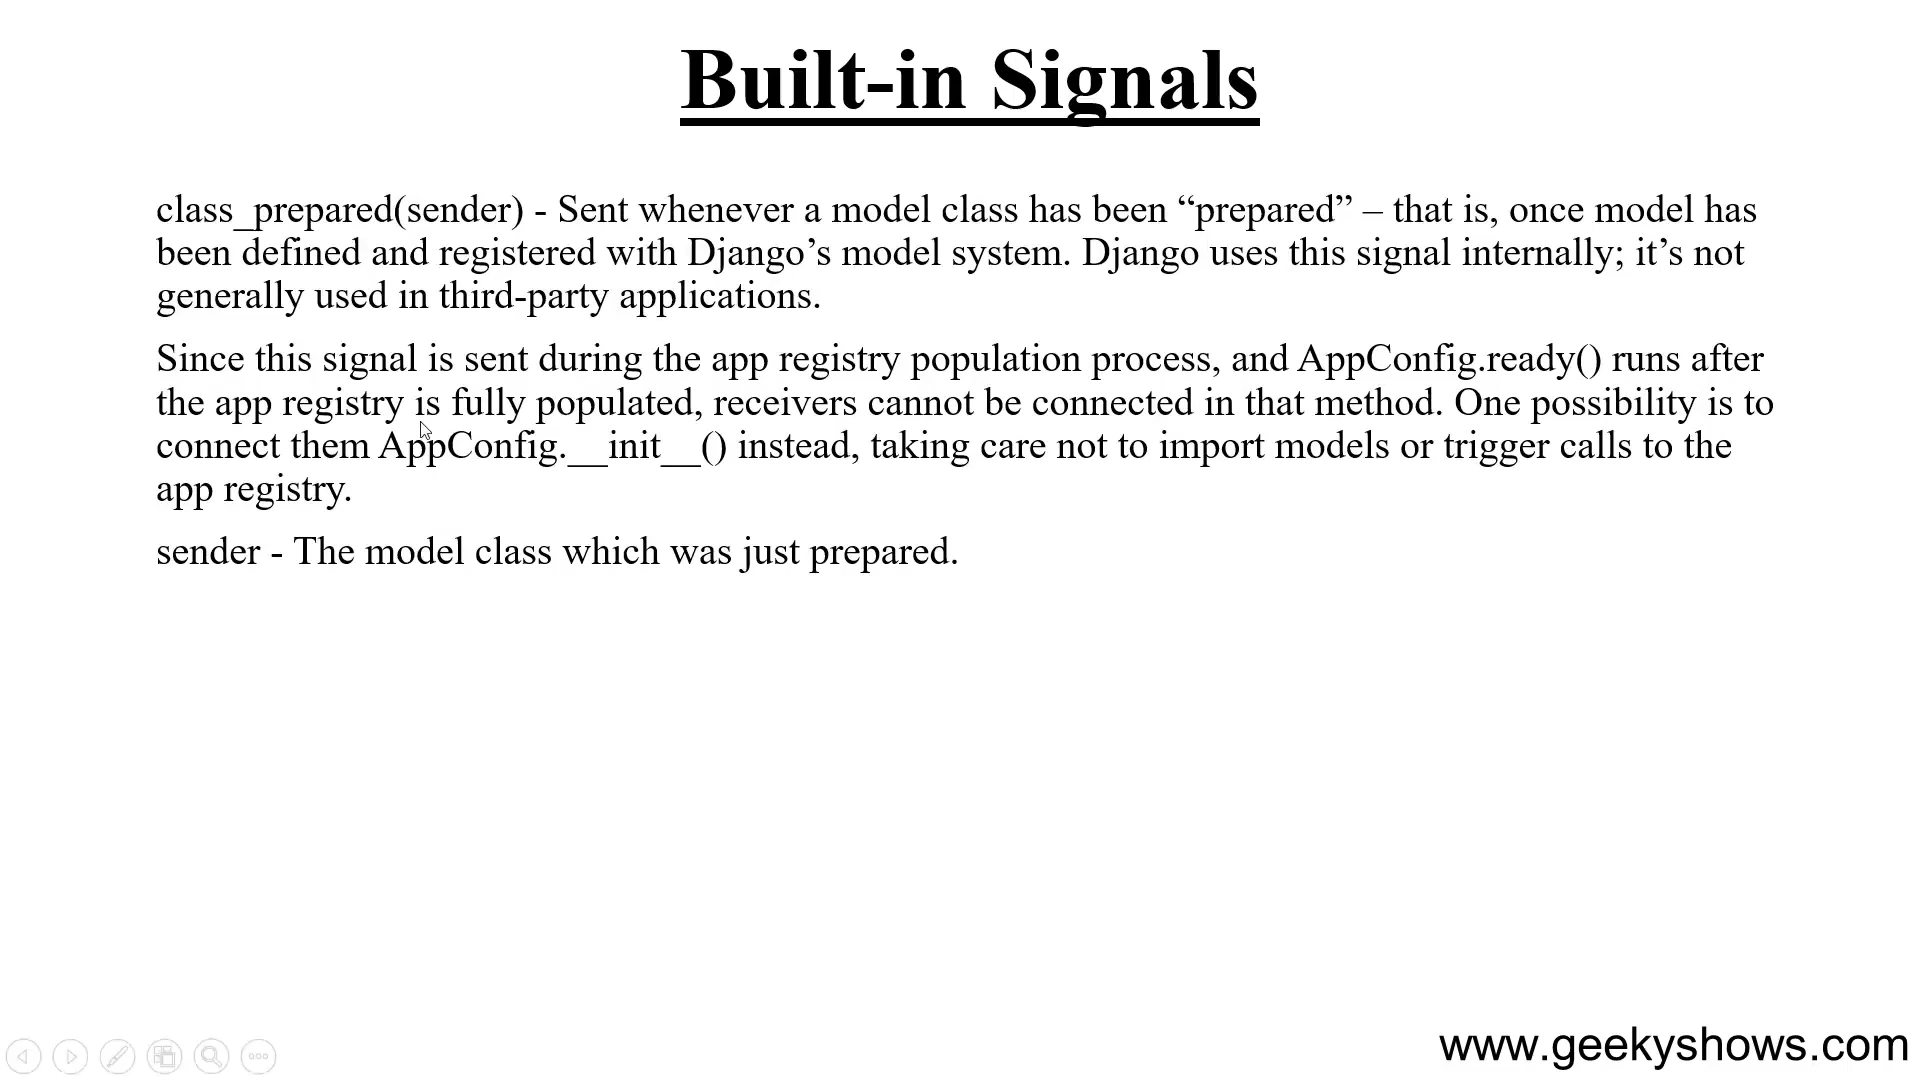 Built-in Signals
class_prepared(sender) - Sent whenever a model class has been “prepared” – that is, once model has
been defined and registered with Django’s model system. Django uses this signal internally; it’s not
generally used in third-party applications.
Since this signal is sent during the app registry population process, and AppConfig.ready() runs after
the app registry is fully populated, receivers cannot be connected in that method. One possibility is to
connect them AppConfig.__init__() instead, taking care not to import models or trigger calls to the
app registry.
sender - The model class which was just prepared.
www.geekyshows.com